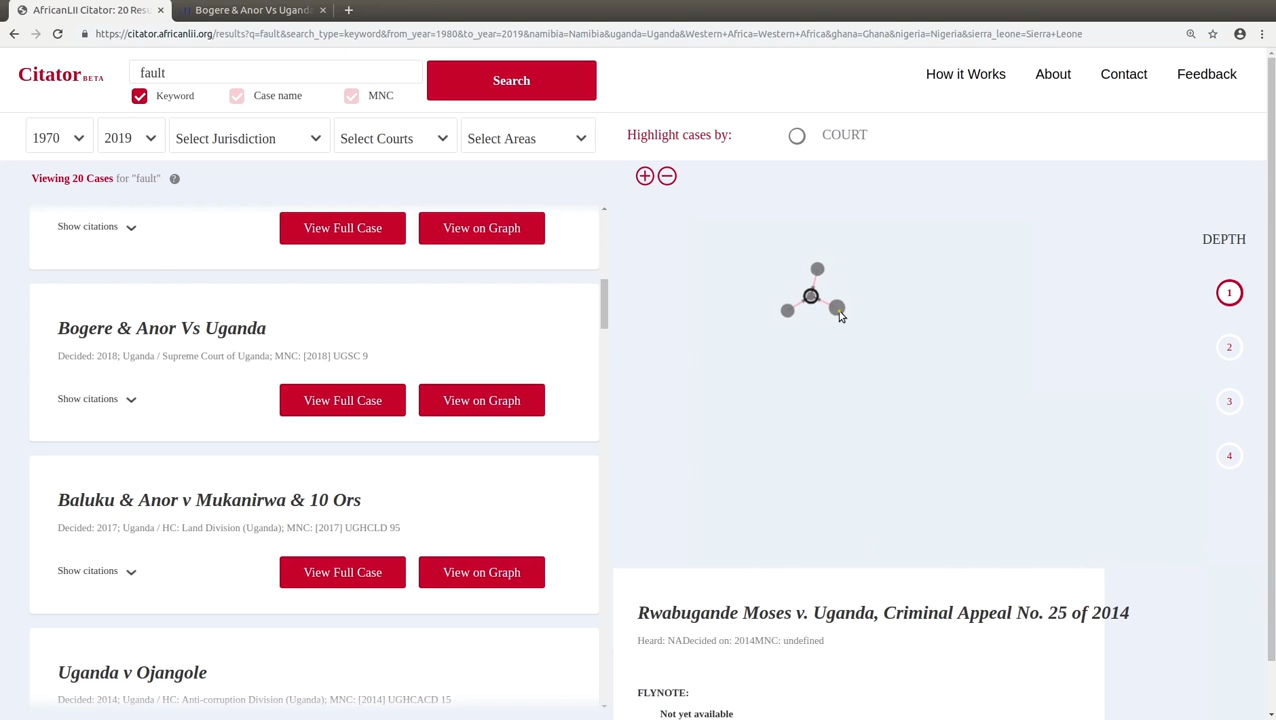 AfricanLII Citator: 20 Resu
Bogere & Anor Vs Uganda
https://citator.africanlii.org/results?q=fault&search_type=keyword&from_year=1980&to_year=2019&namibia=Namibia&uganda=Uganda&Western+Africa=Western+Africa&ghana=Ghana&nigeria=Nigeria&sierra_leone=Sierra+Leone
Citator BETA
fault
Search
Keyword
Case name
MNC
How it Works
About
Contact
Feedback
1970
2019
Select Jurisdiction
Select Courts
Select Areas
Highlight cases by:
COURT
Viewing 20 Cases for "fault" ?
Show citations
View Full Case
View on Graph
Bogere & Anor Vs Uganda
Decided: 2018; Uganda / Supreme Court of Uganda; MNC: [2018] UGSC 9
Show citations
View Full Case
View on Graph
Baluku & Anor v Mukanirwa & 10 Ors
Decided: 2017; Uganda / HC: Land Division (Uganda); MNC: [2017] UGHCLD 95
Show citations
View Full Case
View on Graph
Uganda v Ojangole
Decided: 2014; Uganda / HC: Anti-corruption Division (Uganda); MNC: [2014] UGHCACD 15
DEPTH
1
2
3
4
Rwabugande Moses v. Uganda, Criminal Appeal No. 25 of 2014
Heard: NADecided on: 2014MNC: undefined
FLYNOTE:
Not yet available